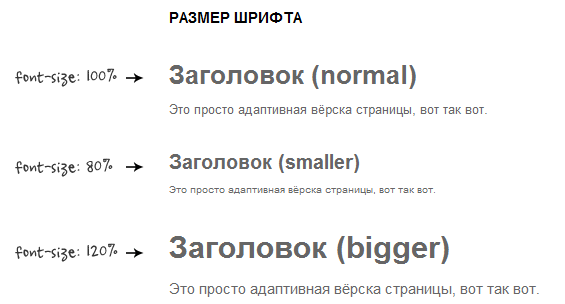 РАЗМЕР ШРИФТА
font-size: 100% → Заголовок (normal)
Это просто адаптивная вёрска страницы, вот так вот.
font-size: 80% → Заголовок (smaller)
Это просто адаптивная вёрска страницы, вот так вот.
font-size: 120% → Заголовок (bigger)
Это просто адаптивная вёрска страницы, вот так вот.